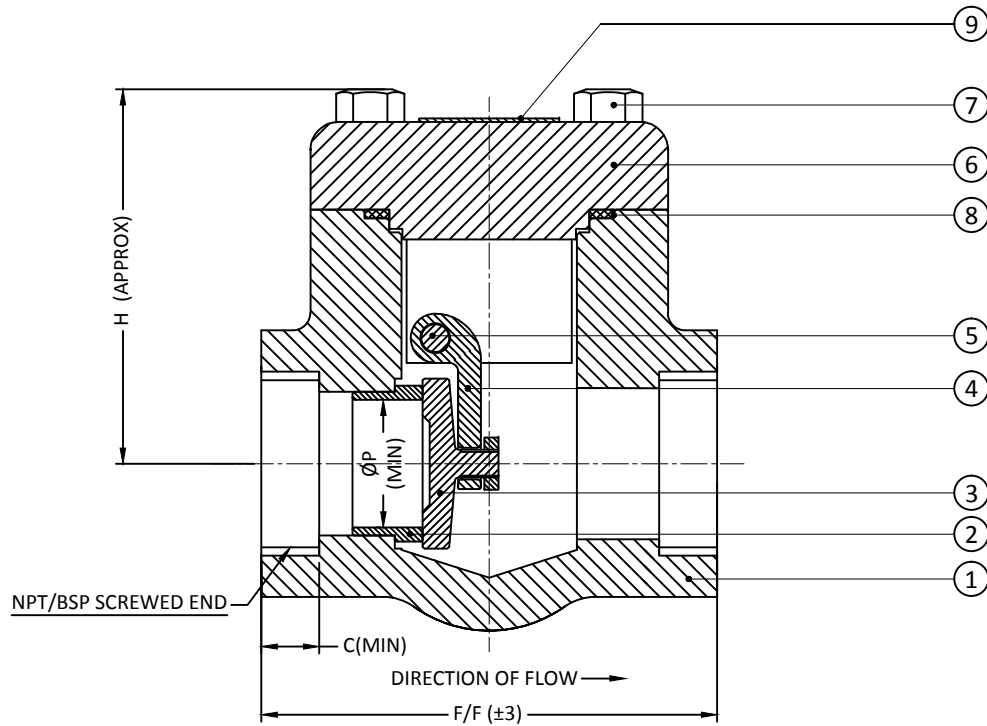 9
7
6
8
H (APPROX)
5
4
ØP
(MIN)
3
2
1
NPT/BSP SCREWED END
C(MIN)
DIRECTION OF FLOW
F/F (±3)